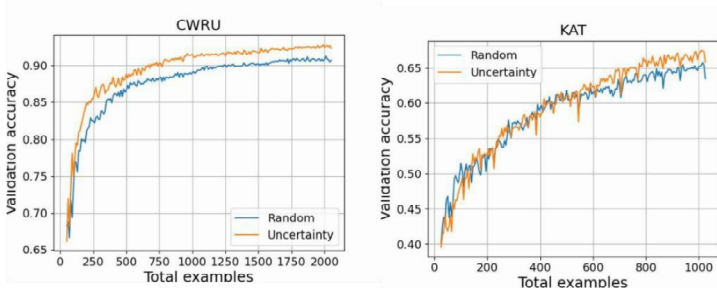 CWRU
Validation accuracy
0.90
0.85
0.80
0.75
0.70
0.65
Random
Uncertainty
0 250 500 750 1000 1250 1500 1750 2000
Total examples
KAT
Validation accuracy
0.65
0.60
0.55
0.50
0.45
0.40
Random
Uncertainty
0 200 400 600 800 1000
Total examples